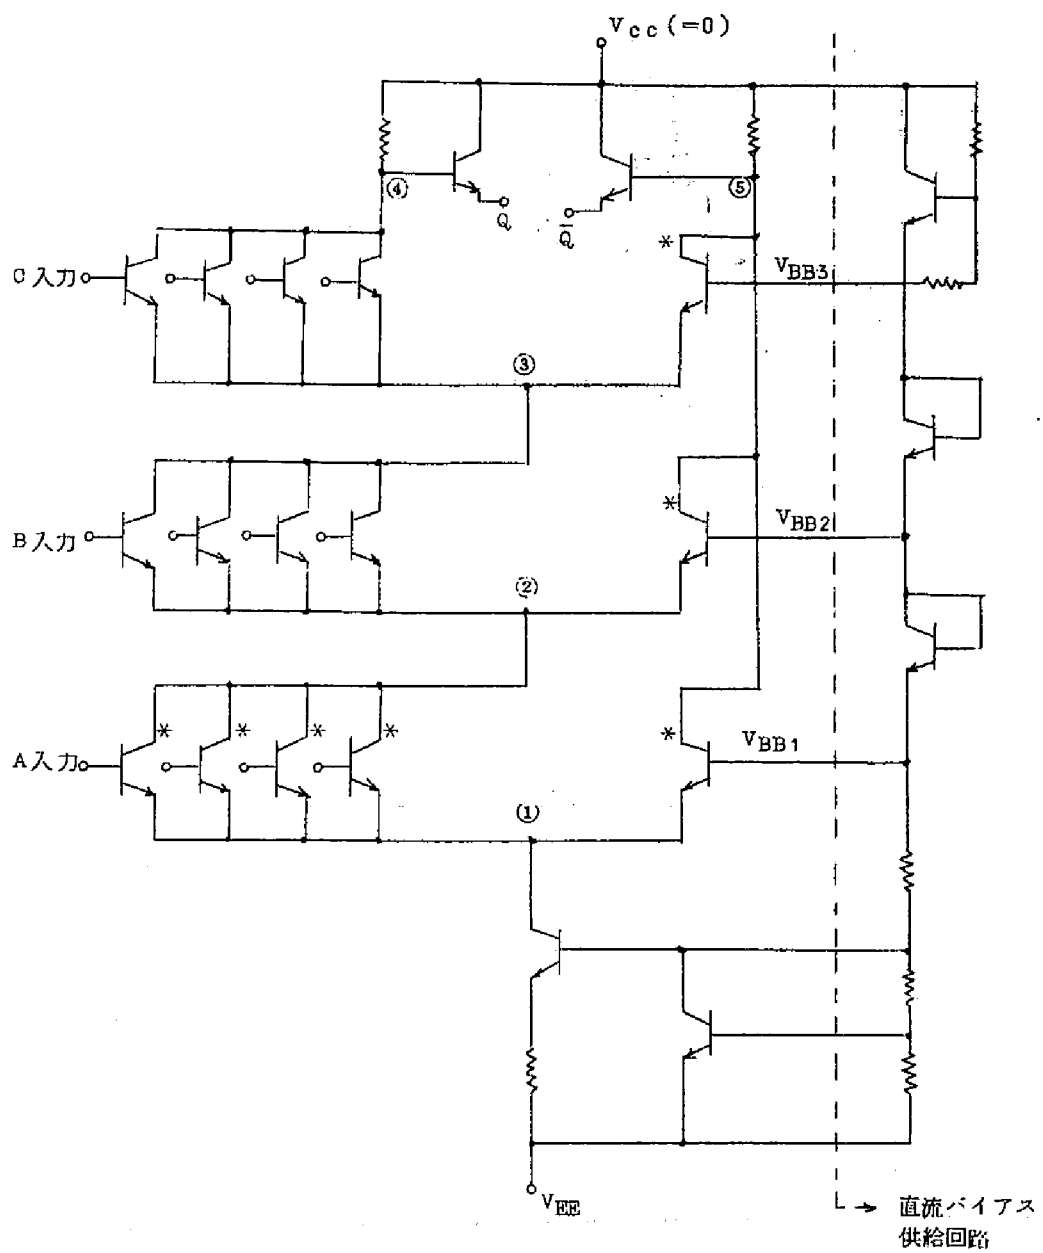 Vcc(=0)
④
⑤
Q
Q̄
*
C入力
VBB3
③
*
B入力
VBB2
②
* * * *
*
A入力
VBB1
①
VEE
直流バイアス
供給回路